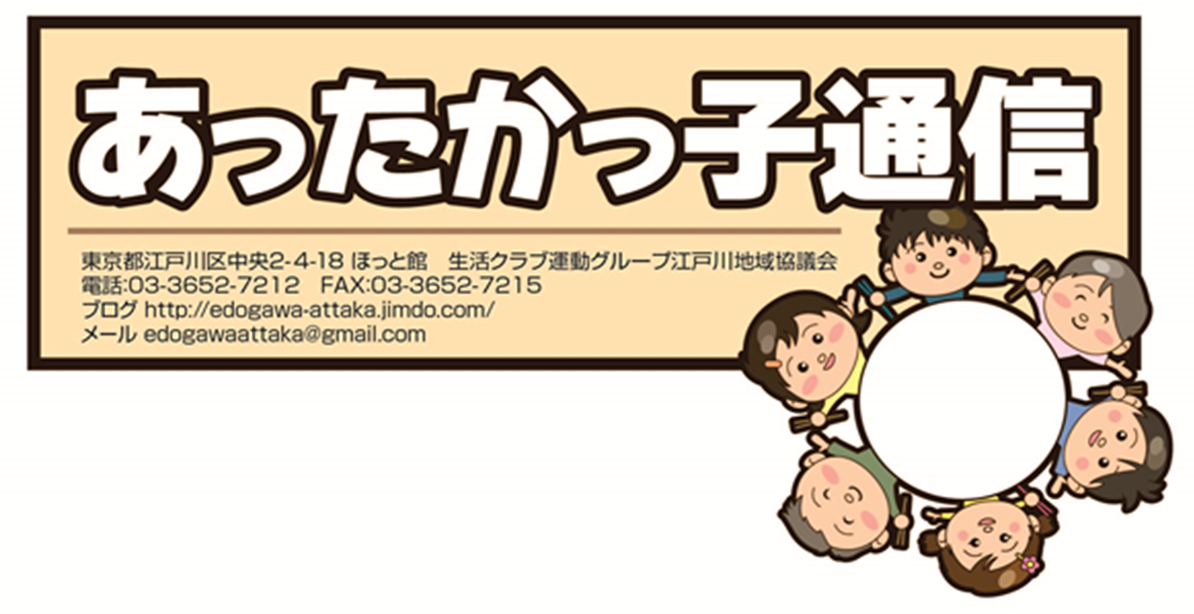 あったかっ子通信
東京都江戸川区中央2-4-18 ほっと館　生活クラブ運動グループ江戸川地域協議会
電話:03-3652-7212　FAX:03-3652-7215
ブログ http://edogawa-attaka.jimdo.com/
メール edogawaattaka@gmail.com